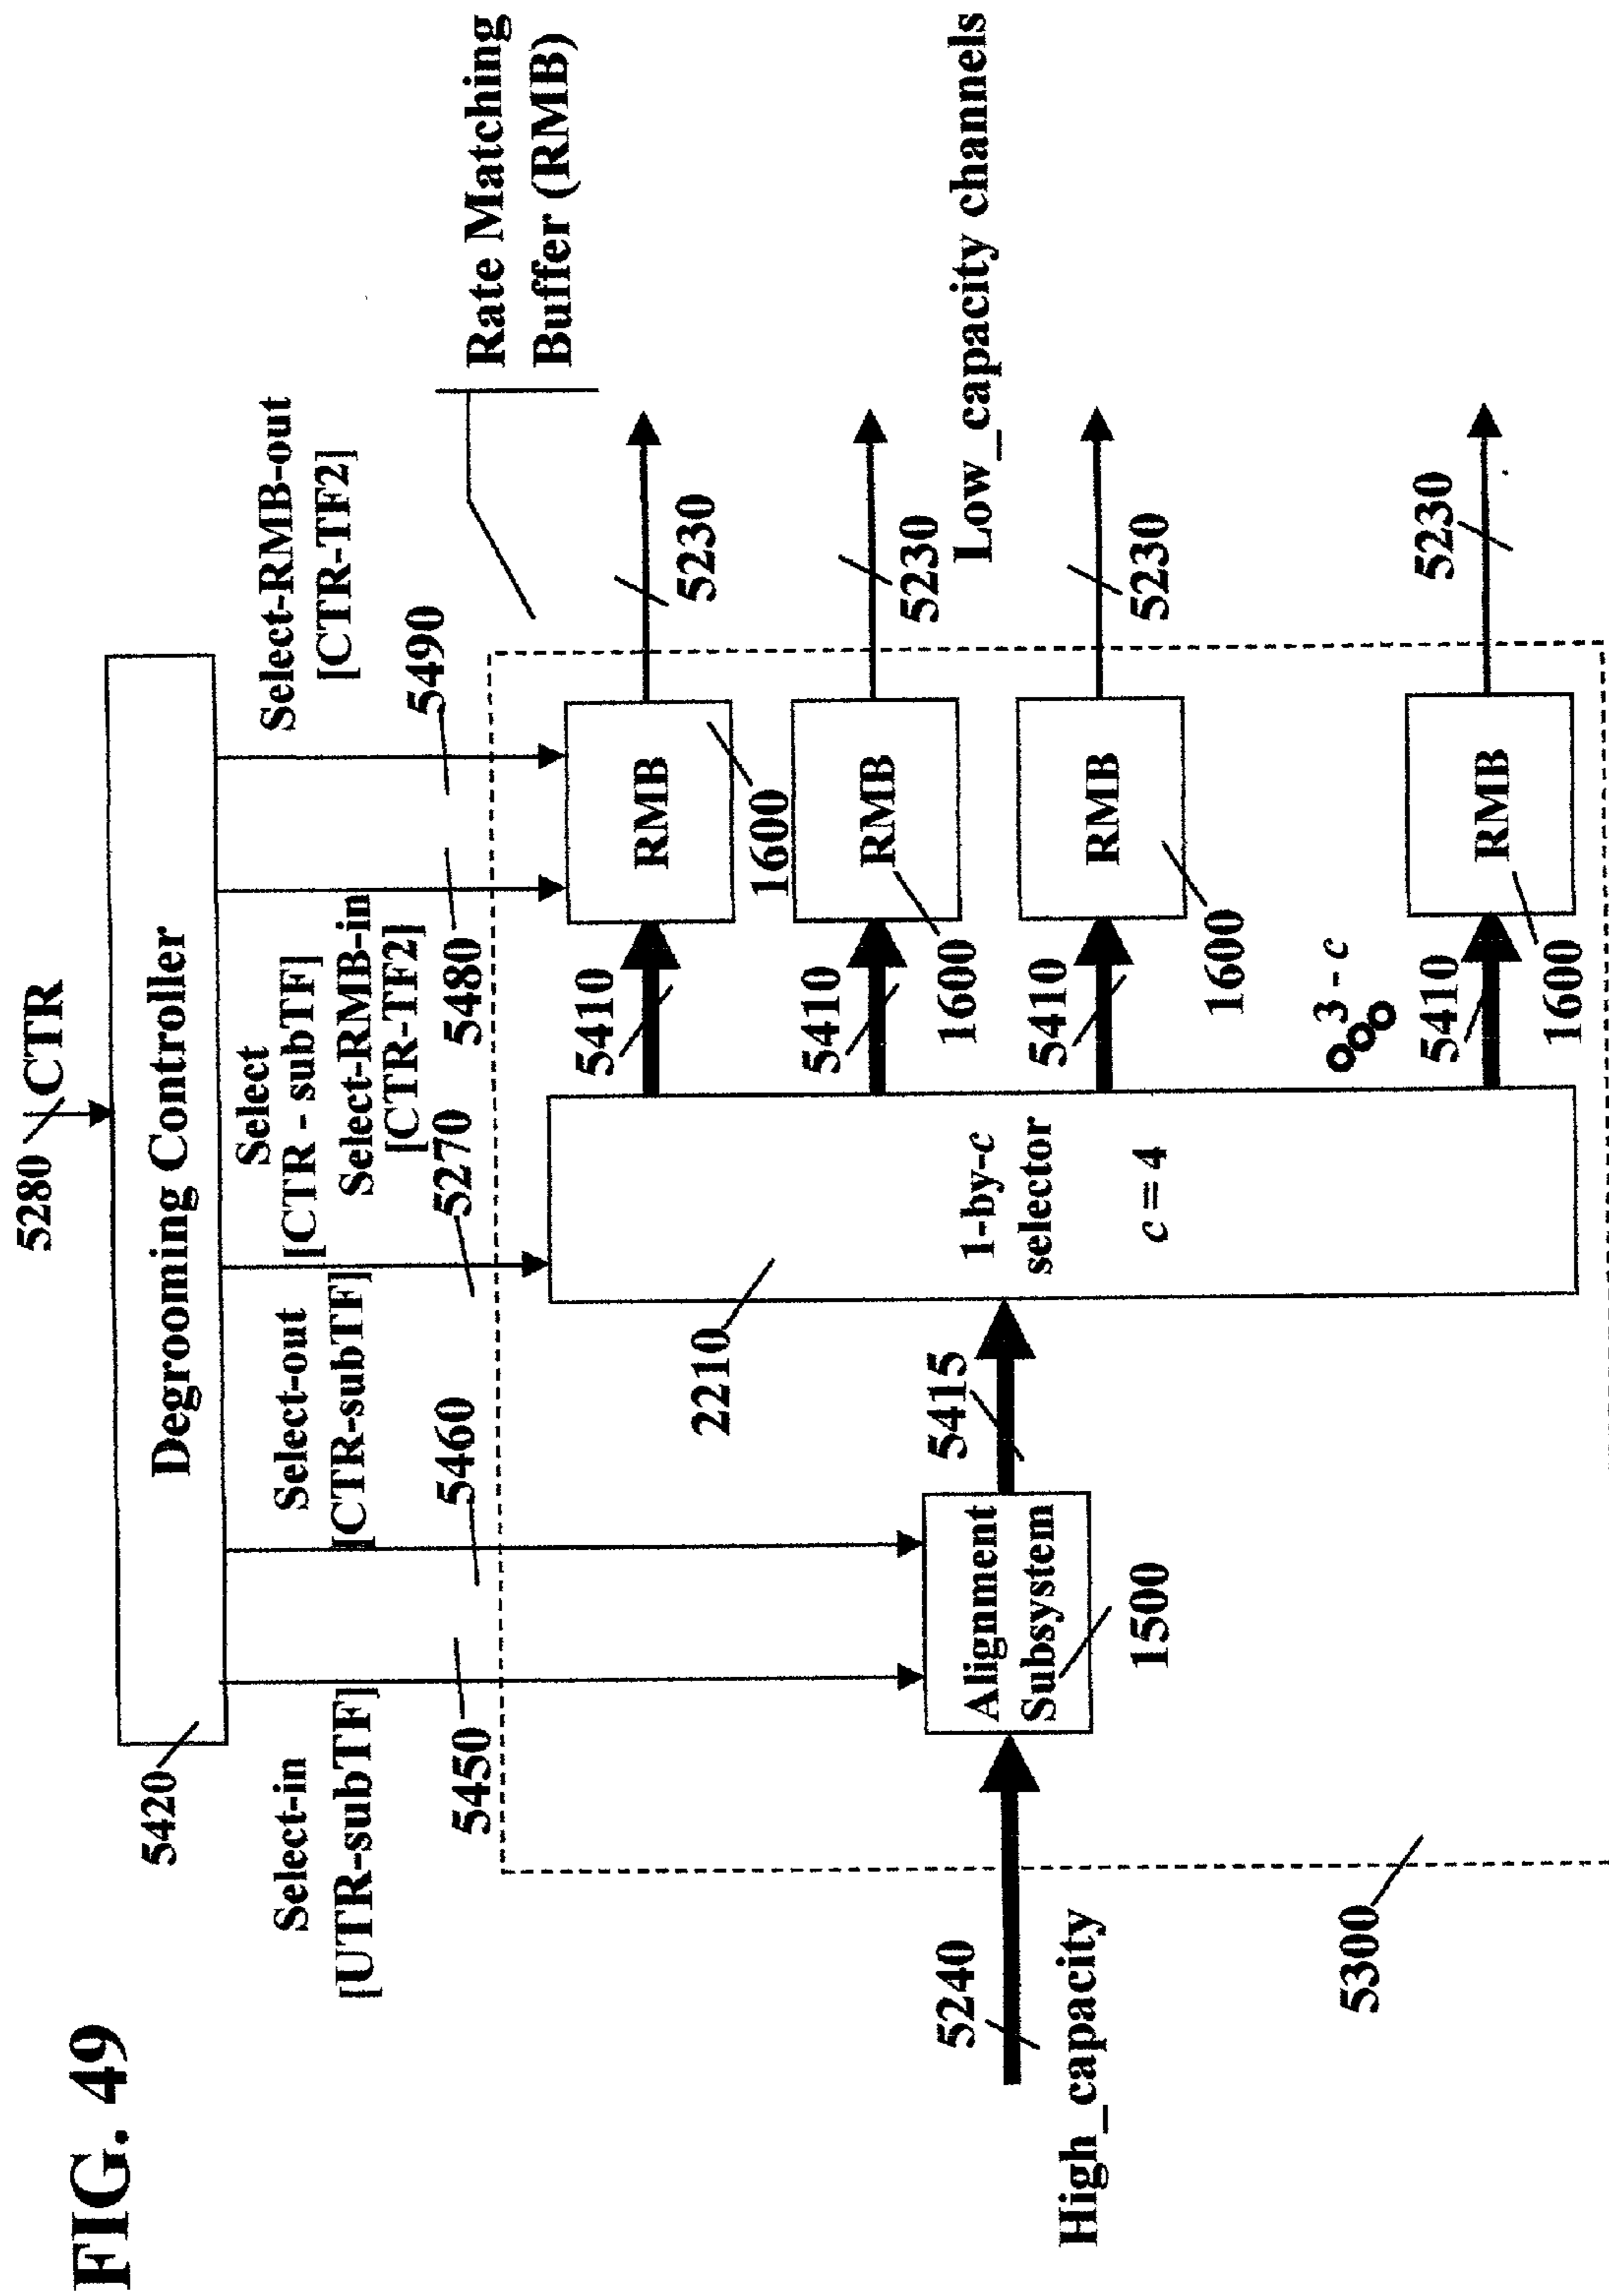 FIG. 49
5280
CTR
Degrooming Controller
5420
Select-in
[UTR-subTF]
5450
Select-out
[CTR-subTF]
5460
Select
[CTR - subTF]
5270
Select-RMB-in
[CTR-TF2]
5480
Select-RMB-out
[CTR-TF2]
5490
Rate Matching
Buffer (RMB)
5240
High_capacity
Alignment
Subsystem
1500
5415
2210
1-by-c
selector
c = 4
5410
RMB
1600
5230
5410
RMB
1600
5230
Low_capacity channels
5410
RMB
1600
5230
3 - c
5410
RMB
1600
5230
5300